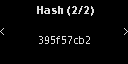 Hash (2/2)
< 395f57cb2 >